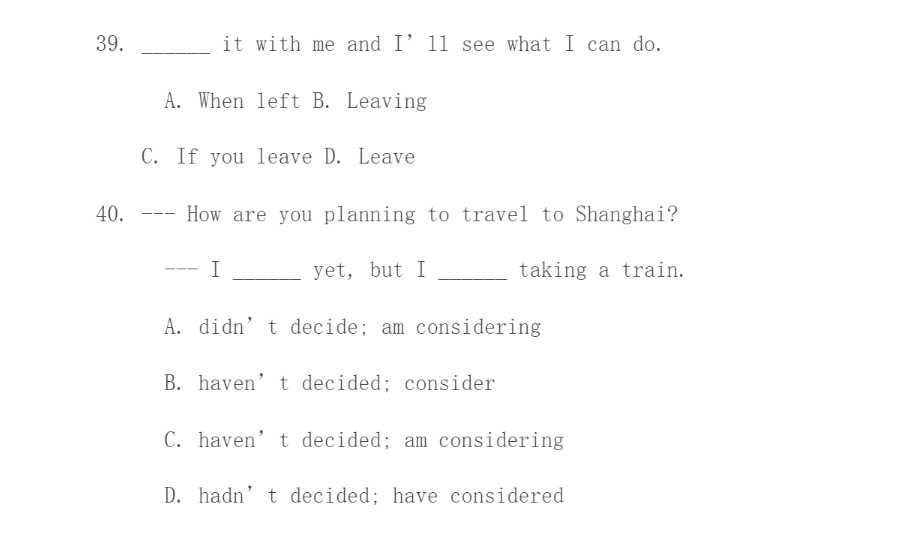 39. ______ it with me and I’ll see what I can do.
A. When left B. Leaving
C. If you leave D. Leave
40. --- How are you planning to travel to Shanghai?
--- I ______ yet, but I ______ taking a train.
A. didn’t decide; am considering
B. haven’t decided; consider
C. haven’t decided; am considering
D. hadn’t decided; have considered